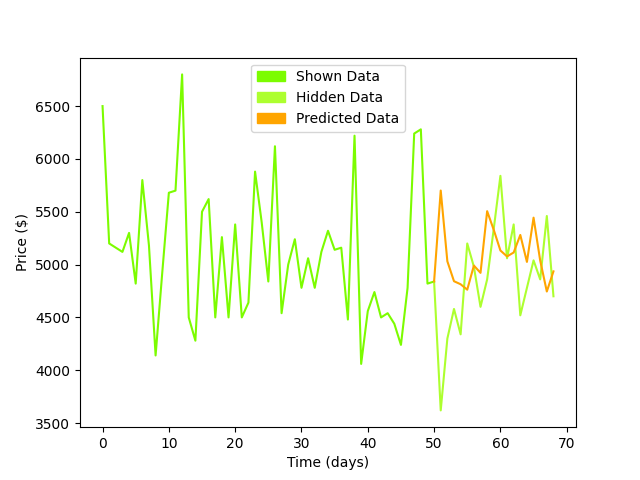 Shown Data
Hidden Data
Predicted Data
6500
6000
5500
5000
4500
4000
3500
Price ($)
0 10 20 30 40 50 60 70
Time (days)